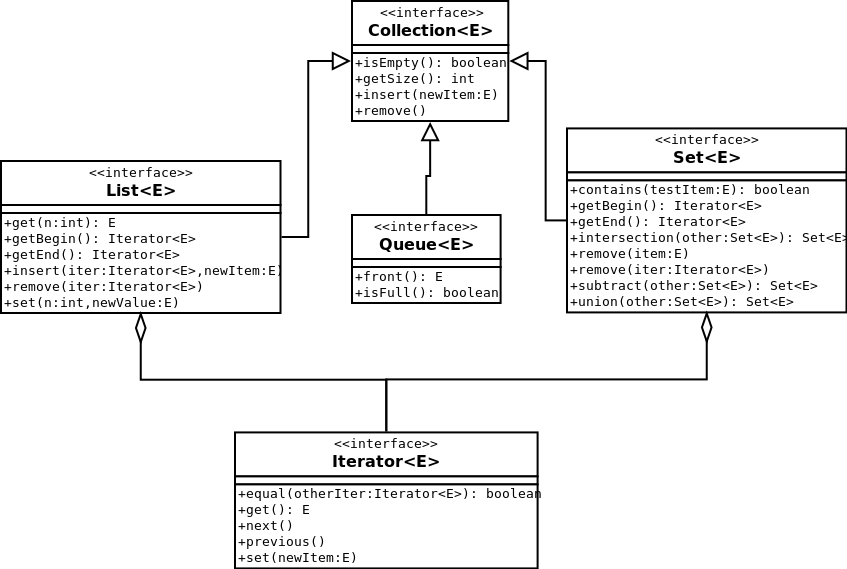 <<interface>>
Collection<E>
+isEmpty(): boolean
+getSize(): int
+insert(newItem:E)
+remove()
<<interface>>
List<E>
+get(n:int): E
+getBegin(): Iterator<E>
+getEnd(): Iterator<E>
+insert(iter:Iterator<E>,newItem:E)
+remove(iter:Iterator<E>)
+set(n:int,newValue:E)
<<interface>>
Queue<E>
+front(): E
+isFull(): boolean
<<interface>>
Set<E>
+contains(testItem:E): boolean
+getBegin(): Iterator<E>
+getEnd(): Iterator<E>
+intersection(other:Set<E>): Set<E>
+remove(item:E)
+remove(iter:Iterator<E>)
+subtract(other:Set<E>): Set<E>
+union(other:Set<E>): Set<E>
<<interface>>
Iterator<E>
+equal(otherIter:Iterator<E>): boolean
+get(): E
+next()
+previous()
+set(newItem:E)